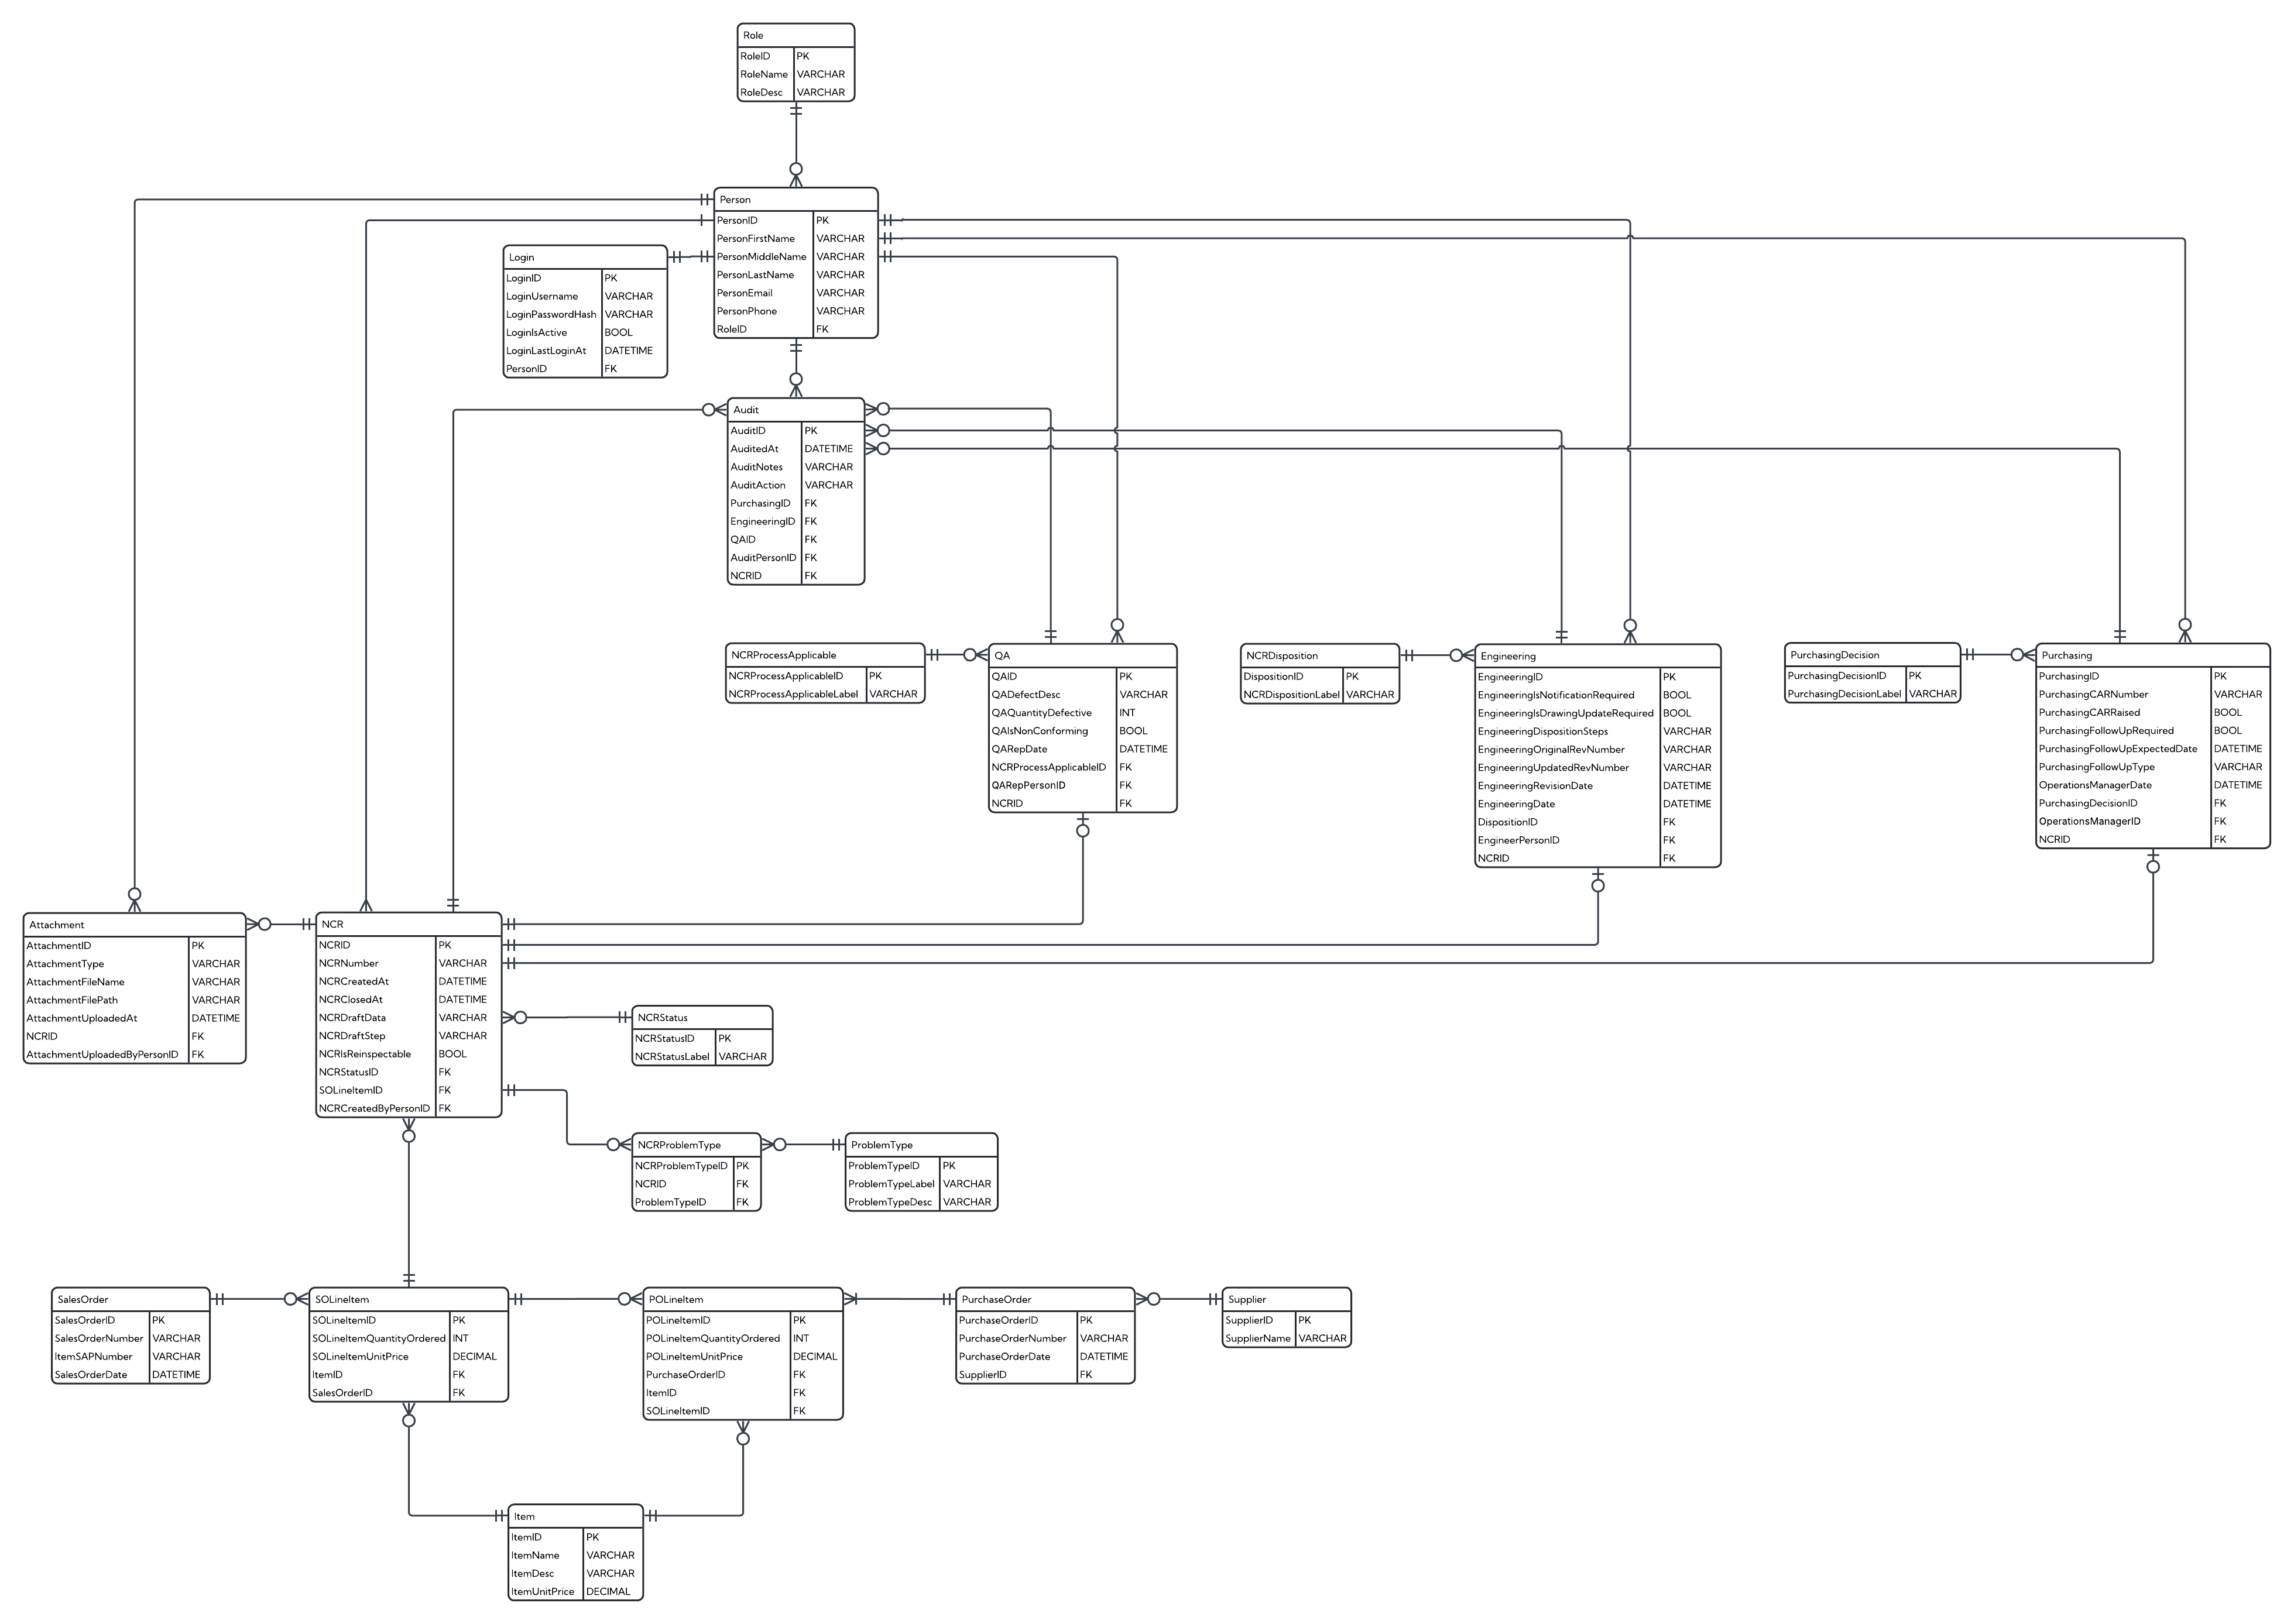 Role
RoleID PK
RoleName VARCHAR
RoleDesc VARCHAR
Person
PersonID PK
PersonFirstName VARCHAR
PersonMiddleName VARCHAR
PersonLastName VARCHAR
PersonEmail VARCHAR
PersonPhone VARCHAR
RoleID FK
Login
LoginID PK
LoginUsername VARCHAR
LoginPasswordHash VARCHAR
LoginIsActive BOOL
LoginLastLoginAt DATETIME
PersonID FK
Audit
AuditID PK
AuditedAt DATETIME
AuditNotes VARCHAR
AuditAction VARCHAR
PurchasingID FK
EngineeringID FK
QAID FK
AuditPersonID FK
NCRID FK
NCRProcessApplicable
NCRProcessApplicableID PK
NCRProcessApplicableLabel VARCHAR
QA
QAID PK
QADefectDesc VARCHAR
QAQuantityDefective INT
QAIsNonConforming BOOL
QARepDate DATETIME
NCRProcessApplicableID FK
QARepPersonID FK
NCRID FK
NCRDisposition
DispositionID PK
NCRDispositionLabel VARCHAR
Engineering
EngineeringID PK
EngineeringIsNotificationRequired BOOL
EngineeringIsDrawingUpdateRequired BOOL
EngineeringDispositionSteps VARCHAR
EngineeringOriginalRevNumber VARCHAR
EngineeringUpdatedRevNumber VARCHAR
EngineeringRevisionDate DATETIME
EngineeringDate DATETIME
DispositionID FK
EngineerPersonID FK
NCRID FK
PurchasingDecision
PurchasingDecisionID PK
PurchasingDecisionLabel VARCHAR
Purchasing
PurchasingID PK
PurchasingCARNumber VARCHAR
PurchasingCARRaised BOOL
PurchasingFollowUpRequired BOOL
PurchasingFollowUpExpectedDate DATETIME
PurchasingFollowUpType VARCHAR
OperationsManagerDate DATETIME
PurchasingDecisionID FK
OperationsManagerID FK
NCRID FK
Attachment
AttachmentID PK
AttachmentType VARCHAR
AttachmentFileName VARCHAR
AttachmentFilePath VARCHAR
AttachmentUploadedAt DATETIME
NCRID FK
AttachmentUploadedByPersonID FK
NCR
NCRID PK
NCRNumber VARCHAR
NCRCreatedAt DATETIME
NCRClosedAt DATETIME
NCRDraftData VARCHAR
NCRDraftStep VARCHAR
NCRIsReinspectable BOOL
NCRStatusID FK
SOLineItemID FK
NCRCreatedByPersonID FK
NCRStatus
NCRStatusID PK
NCRStatusLabel VARCHAR
NCRProblemType
NCRProblemTypeID PK
NCRID FK
ProblemTypeID FK
ProblemType
ProblemTypeID PK
ProblemTypeLabel VARCHAR
ProblemTypeDesc VARCHAR
SalesOrder
SalesOrderID PK
SalesOrderNumber VARCHAR
ItemSAPNumber VARCHAR
SalesOrderDate DATETIME
SOLineItem
SOLineItemID PK
SOLineItemQuantityOrdered INT
SOLineItemUnitPrice DECIMAL
ItemID FK
SalesOrderID FK
POLineItem
POLineItemID PK
POLineItemQuantityOrdered INT
POLineItemUnitPrice DECIMAL
PurchaseOrderID FK
ItemID FK
SOLineItemID FK
PurchaseOrder
PurchaseOrderID PK
PurchaseOrderNumber VARCHAR
PurchaseOrderDate DATETIME
SupplierID FK
Supplier
SupplierID PK
SupplierName VARCHAR
Item
ItemID PK
ItemName VARCHAR
ItemDesc VARCHAR
ItemUnitPrice DECIMAL